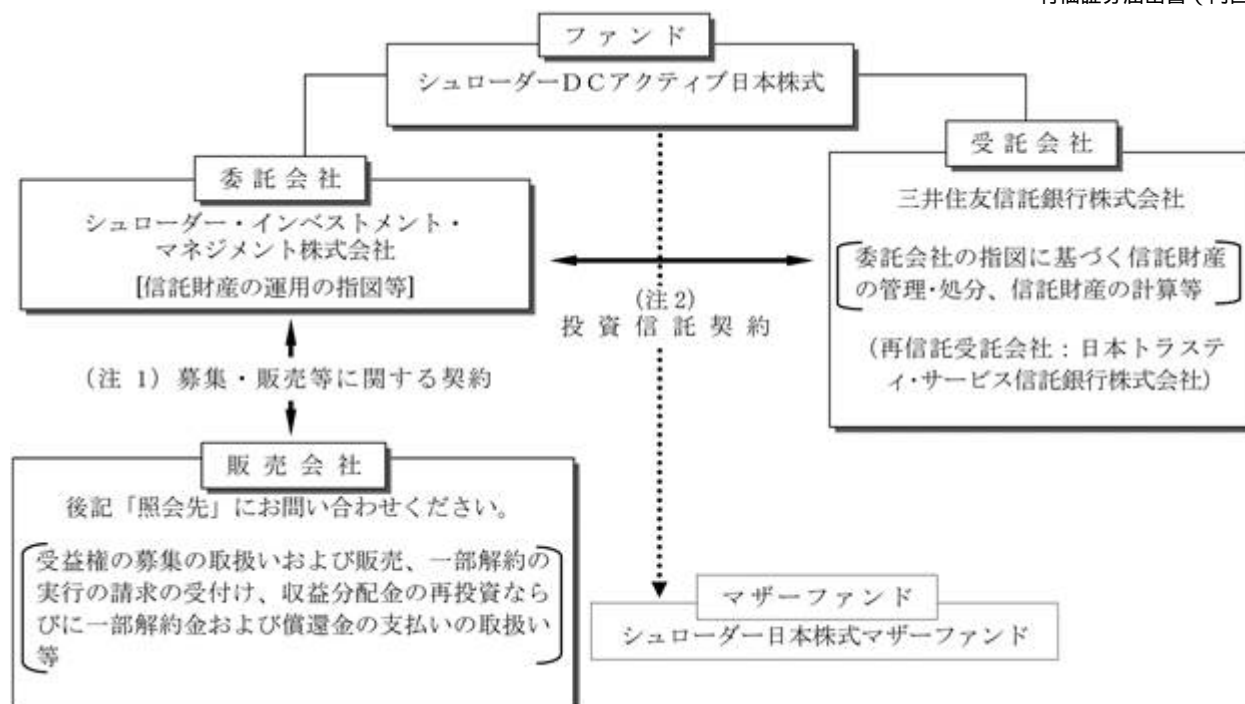 ファンド
シュローダーDCアクティブ日本株式
委託会社
シュローダー・インベストメント・
マネジメント株式会社
[信託財産の運用の指図等]
受託会社
三井住友信託銀行株式会社
委託会社の指図に基づく信託財産
の管理・処分、信託財産の計算等
(再信託受託会社:日本トラステ
ィ・サービス信託銀行株式会社)
(注2)
投資信託契約
(注 1) 募集・販売等に関する契約
販売会社
後記「照会先」にお問い合わせください。
受益権の募集の取扱いおよび販売、一部解約の
実行の請求の受付け、収益分配金の再投資なら
びに一部解約金および償還金の支払いの取扱い
等
マザーファンド
シュローダー日本株式マザーファンド